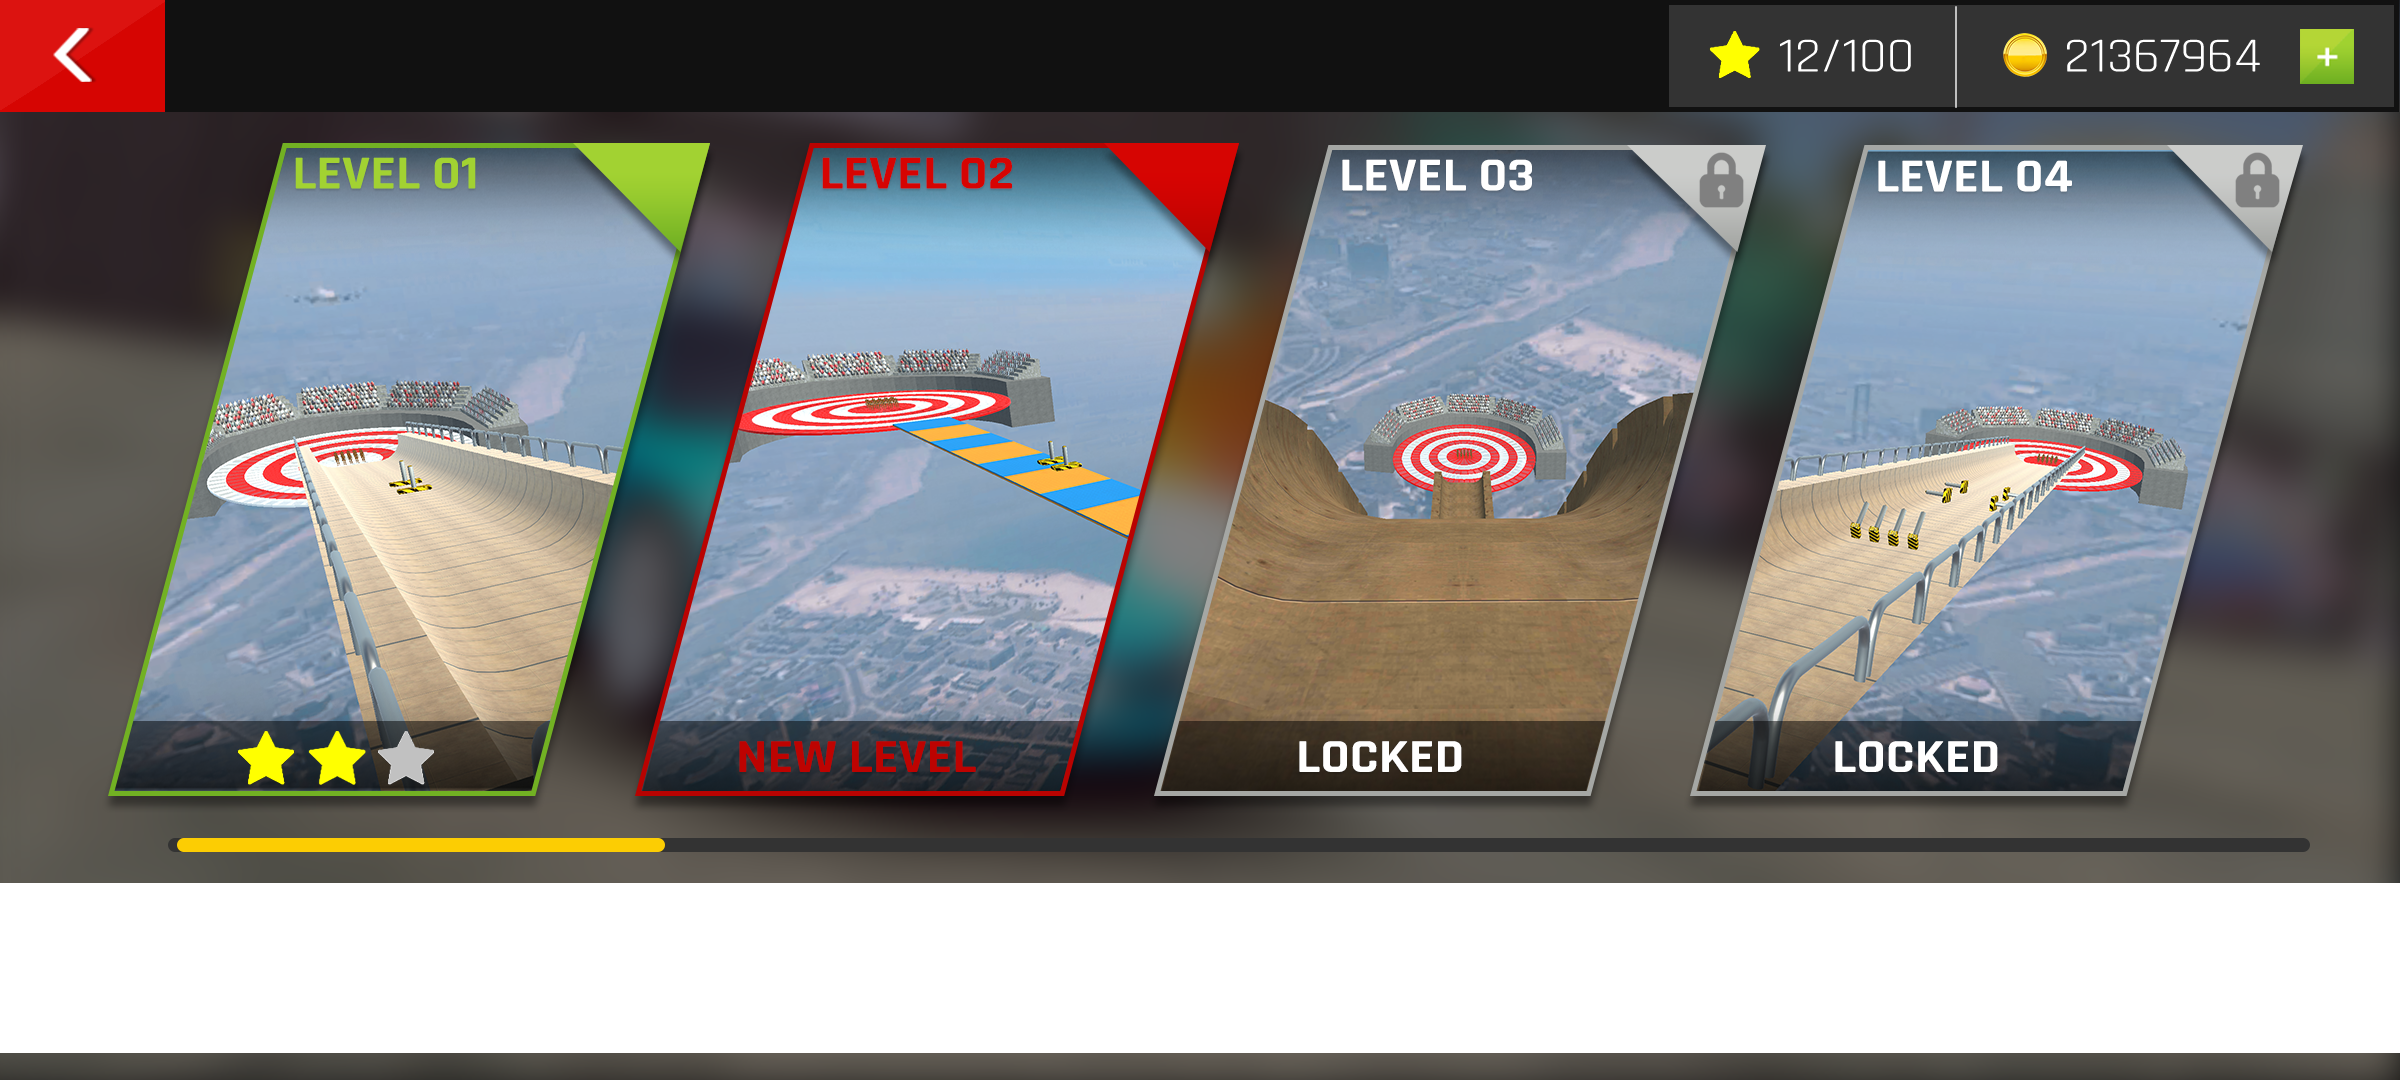 12/100
21367964
+
LEVEL 01
LEVEL 02
LEVEL 03
LEVEL 04
NEW LEVEL
LOCKED
LOCKED